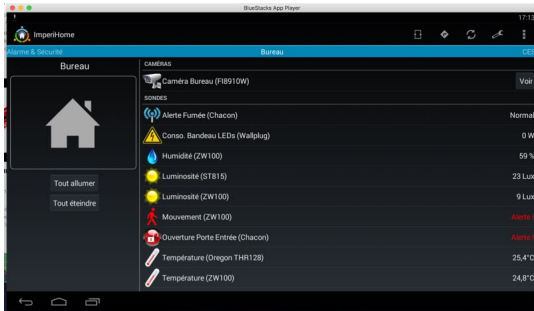 BlueStacks App Player
17:13
ImperiHome
Alarme & Sécurité
Bureau
Bureau
Tout allumer
Tout éteindre
CAMÉRAS
Caméra Bureau (FI8910W)
Voir
SONDES
Alerte Fumée (Chacon)
Normal
Conso. Bandeau LEDs (Wallplug)
0 W
Humidité (ZW100)
59 %
Luminosité (ST815)
23 Lux
Luminosité (ZW100)
9 Lux
Mouvement (ZW100)
Alerte !
Ouverture Porte Entrée (Chacon)
Alerte !
Température (Oregon THR128)
25,4°C
Température (ZW100)
24,8°C